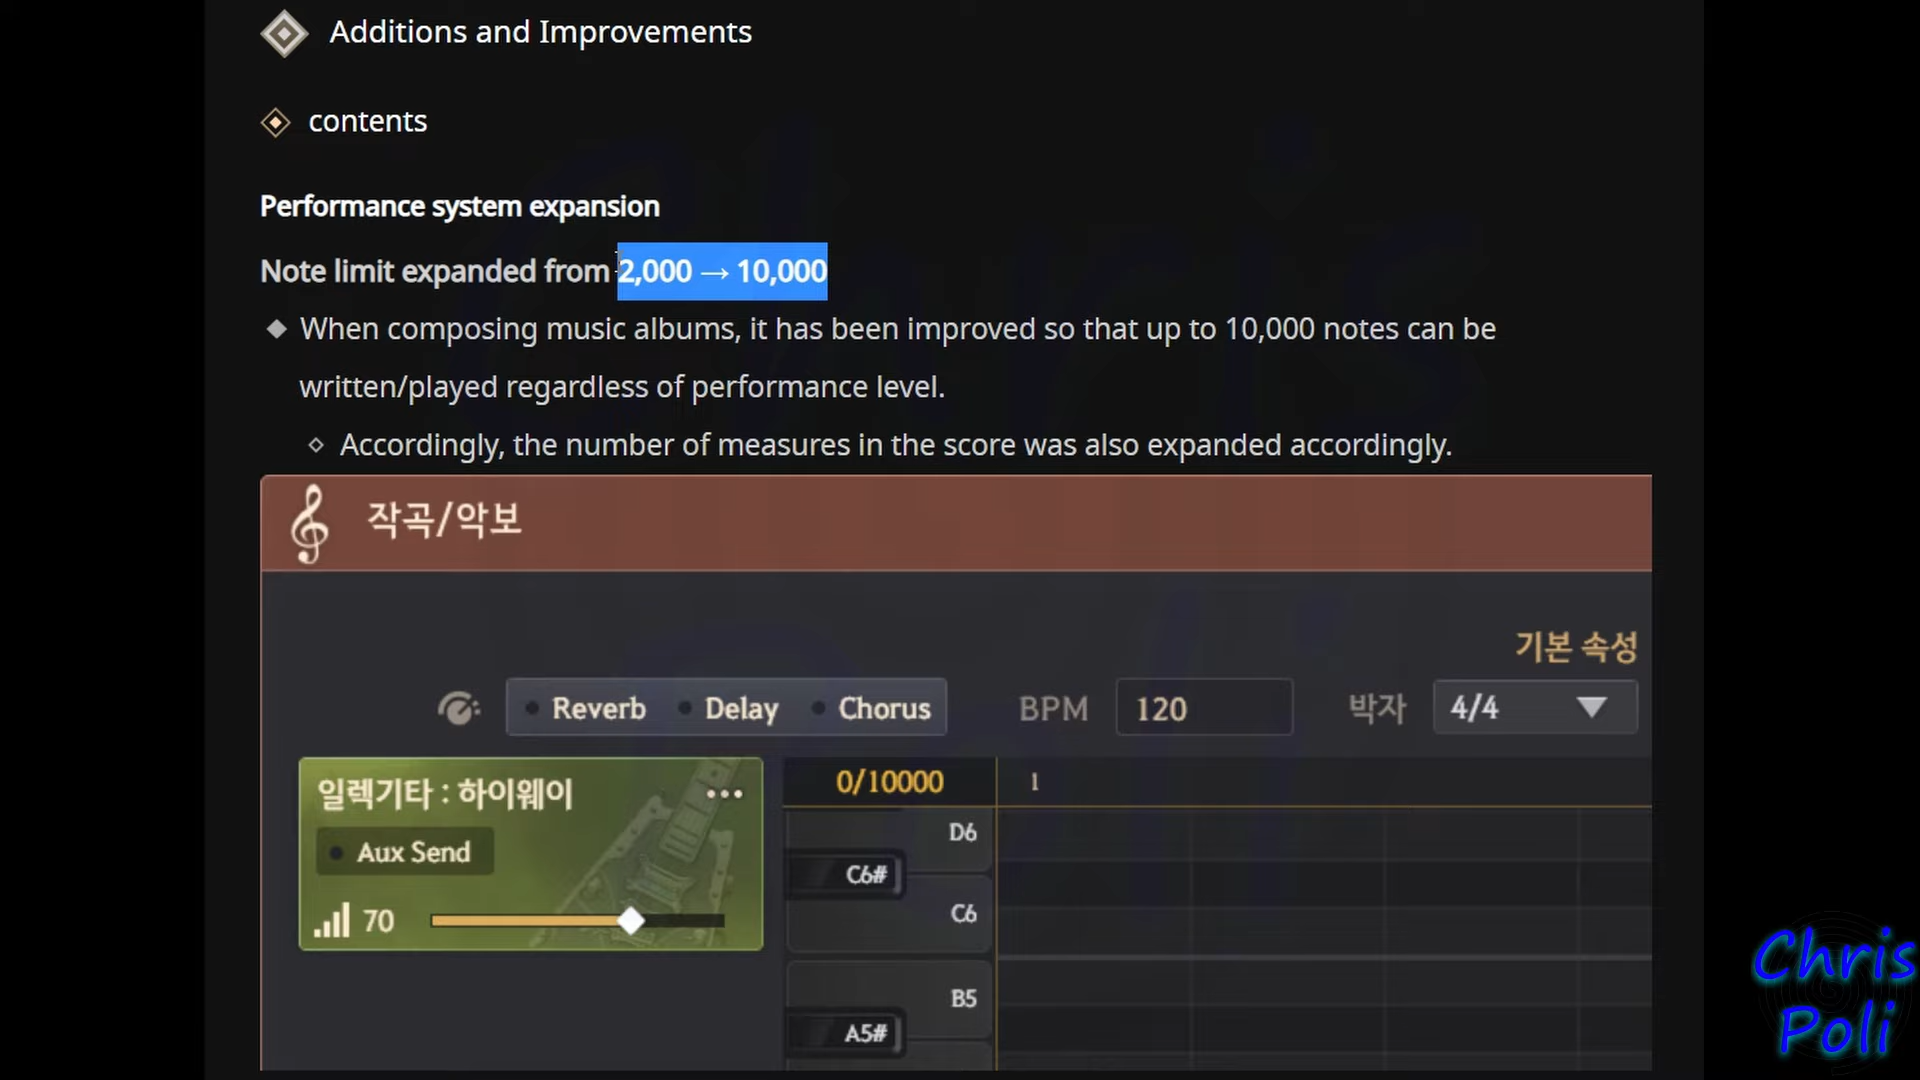 Additions and Improvements
contents
Performance system expansion
Note limit expanded from 2,000 → 10,000
When composing music albums, it has been improved so that up to 10,000 notes can be
written/played regardless of performance level.
Accordingly, the number of measures in the score was also expanded accordingly.
작곡/악보
기본 속성
Reverb Delay Chorus BPM 120 박자 4/4
일렉기타 : 하이웨이
Aux Send
70
0/10000 1
D6
C6#
C6
B5
A5#
Chris
Poli